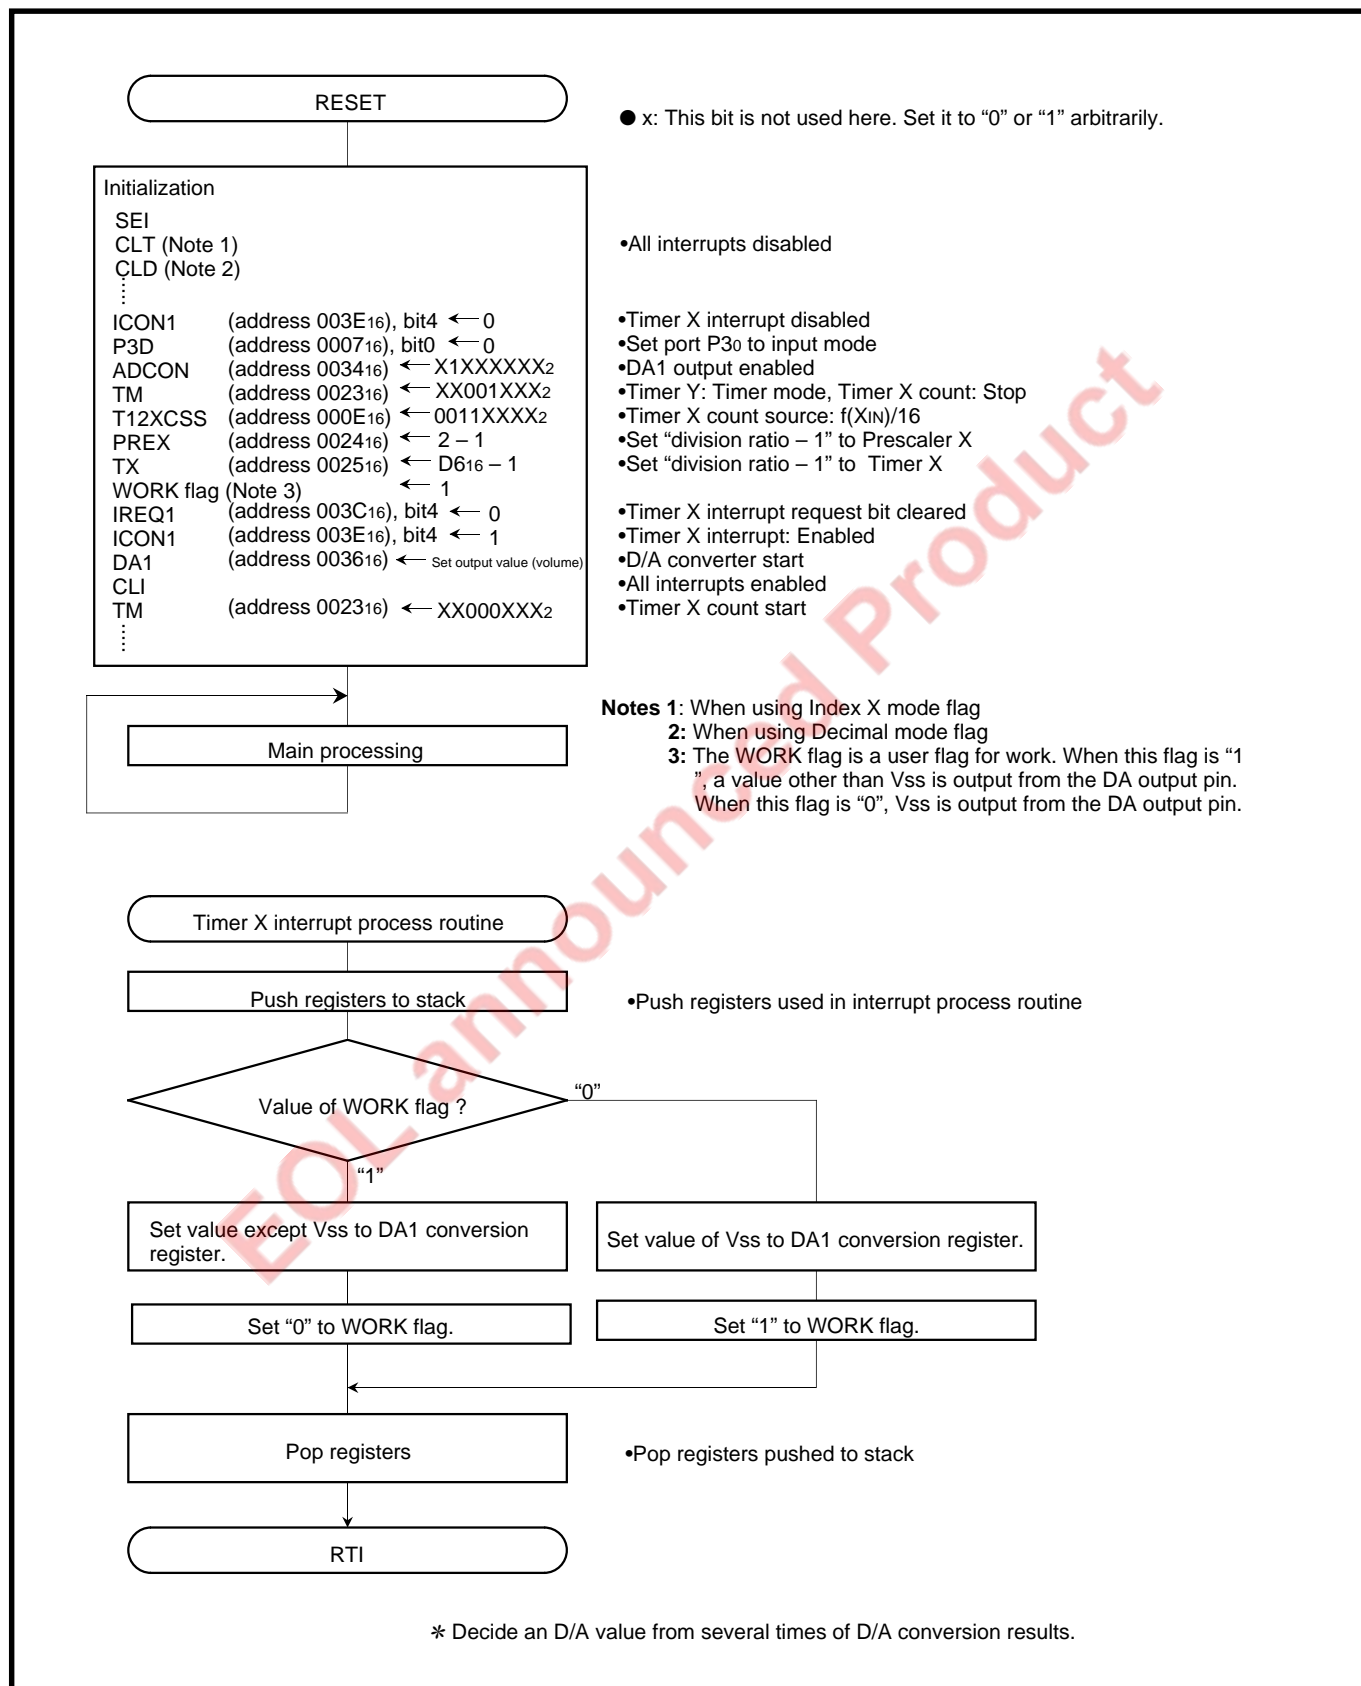 RESET
● x: This bit is not used here. Set it to “0” or “1” arbitrarily.
Initialization
SEI
CLT (Note 1) •All interrupts disabled
CLD (Note 2)
ICON1 (address 003E16), bit4 ← 0 •Timer X interrupt disabled
P3D (address 000716), bit0 ← 0 •Set port P30 to input mode
ADCON (address 003416) ← X1XXXXXX2 •DA1 output enabled
TM (address 002316) ← XX001XXX2 •Timer Y: Timer mode, Timer X count: Stop
T12XCSS (address 000E16) ← 0011XXXX2 •Timer X count source: f(XIN)/16
PREX (address 002416) ← 2 – 1 •Set “division ratio – 1” to Prescaler X
TX (address 002516) ← D616 – 1 •Set “division ratio – 1” to Timer X
WORK flag (Note 3) ← 1
IREQ1 (address 003C16), bit4 ← 0 •Timer X interrupt request bit cleared
ICON1 (address 003E16), bit4 ← 1 •Timer X interrupt: Enabled
DA1 (address 003616) ← Set output value (volume) •D/A converter start
CLI •All interrupts enabled
TM (address 002316) ← XX000XXX2 •Timer X count start
Main processing
Notes 1: When using Index X mode flag
2: When using Decimal mode flag
3: The WORK flag is a user flag for work. When this flag is “1
”, a value other than Vss is output from the DA output pin.
When this flag is “0”, Vss is output from the DA output pin.
Timer X interrupt process routine
Push registers to stack •Push registers used in interrupt process routine
Value of WORK flag ?
“0”
“1”
Set value except Vss to DA1 conversion
register.
Set value of Vss to DA1 conversion register.
Set “0” to WORK flag.
Set “1” to WORK flag.
Pop registers •Pop registers pushed to stack
RTI
* Decide an D/A value from several times of D/A conversion results.
EOL announced Product